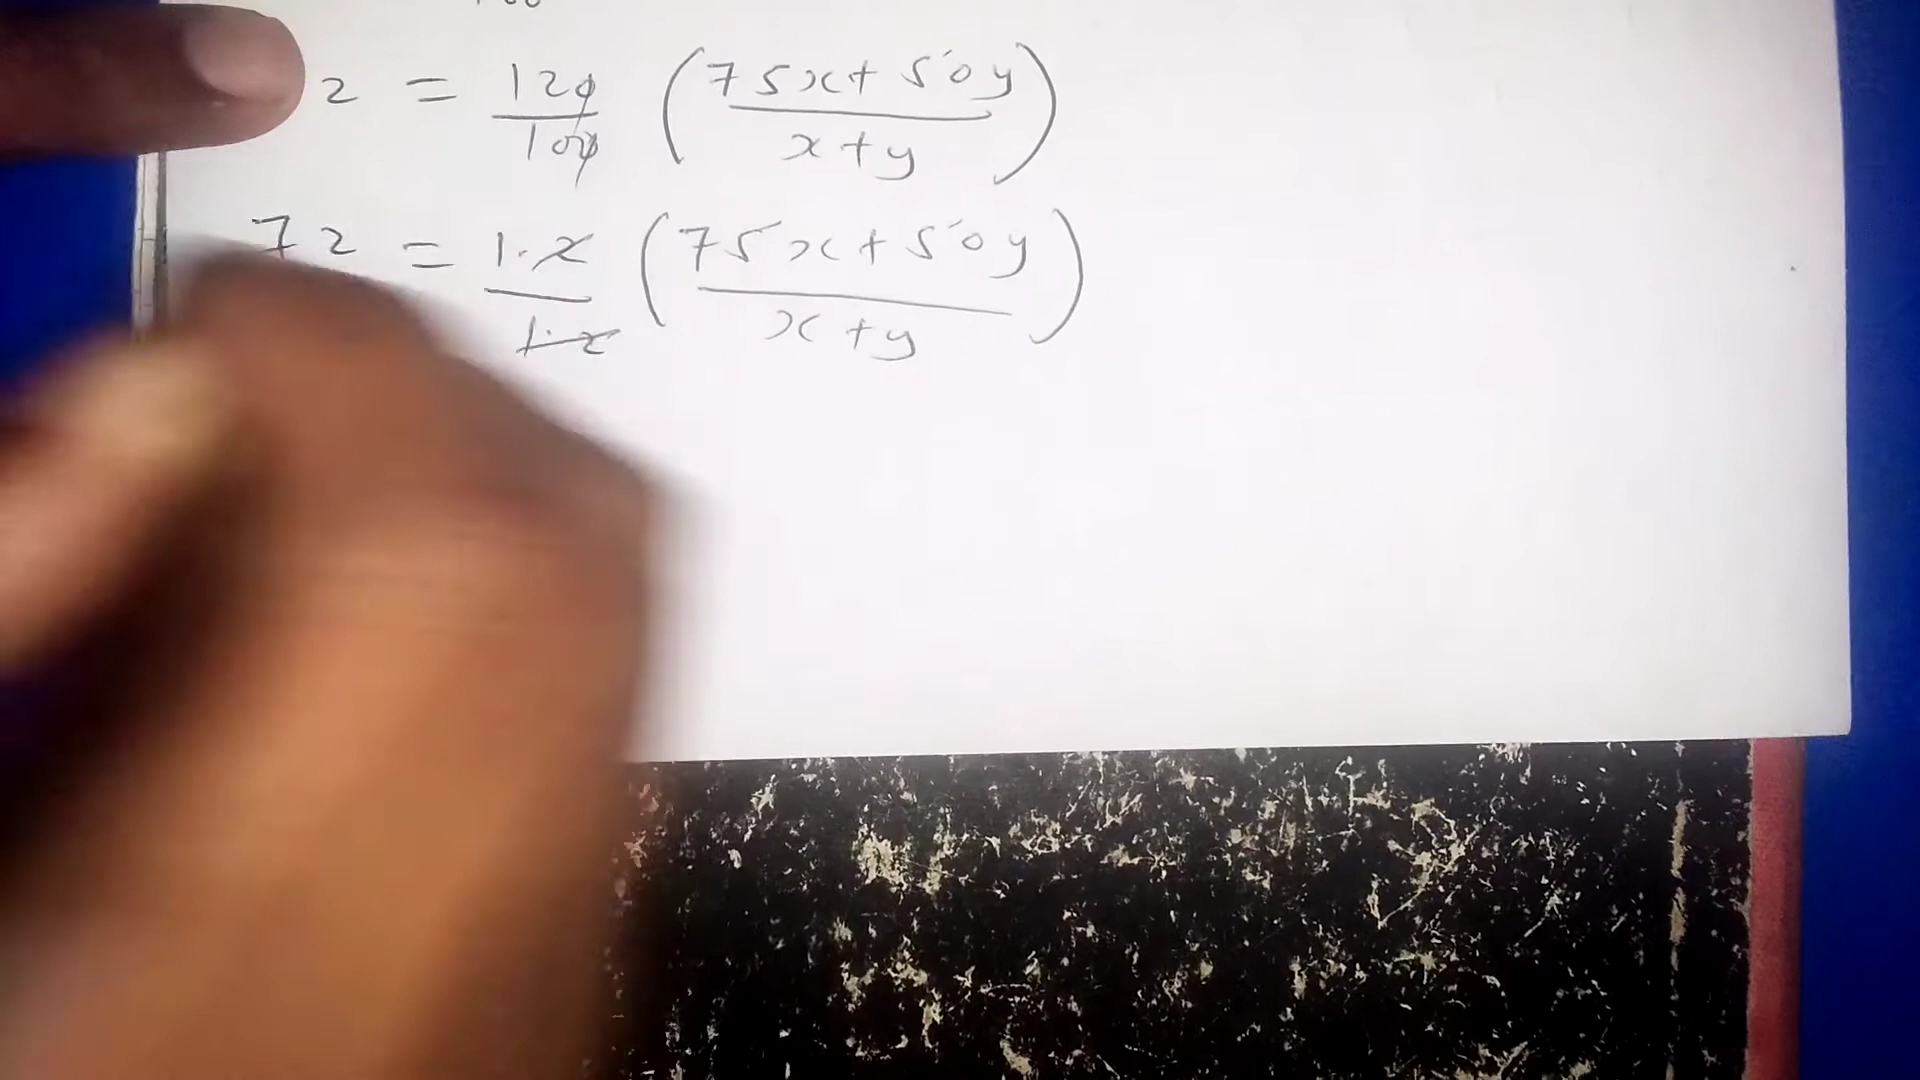 2 = 120/100 (75x + 50y / x + y)
72 = 1.2/1.2 (75x + 50y / x + y)